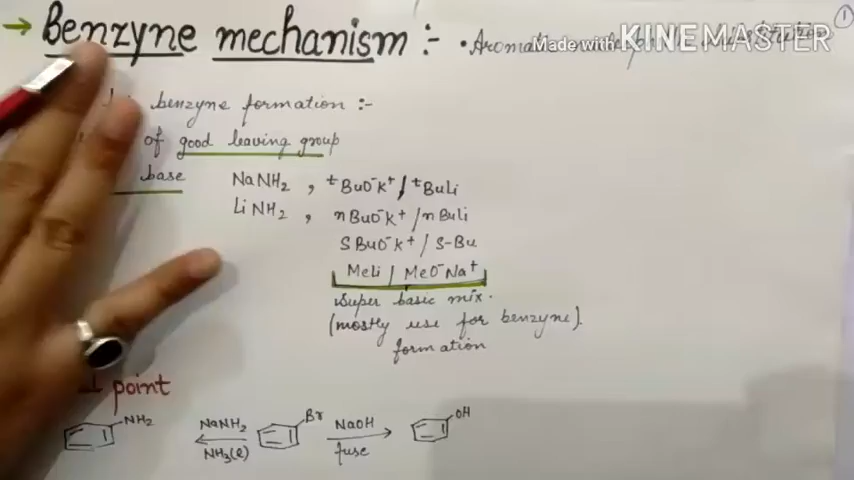 → Benzyne mechanism :- • Aromatic
Made with KINEMASTER
1
benzyne formation :-
of good leaving group
base NaNH₂ , ᵗBuO⁻K⁺ / ᵗBuLi
LiNH₂ , nBuO⁻K⁺ / nBuLi
SBuO⁻K⁺ / S-Bu
MeLi / MeO⁻Na⁺
Super basic mix.
(mostly use for benzyne).
formation
point
NH₂ NaNH₂ Br NaOH OH
NH₃(l) fuse